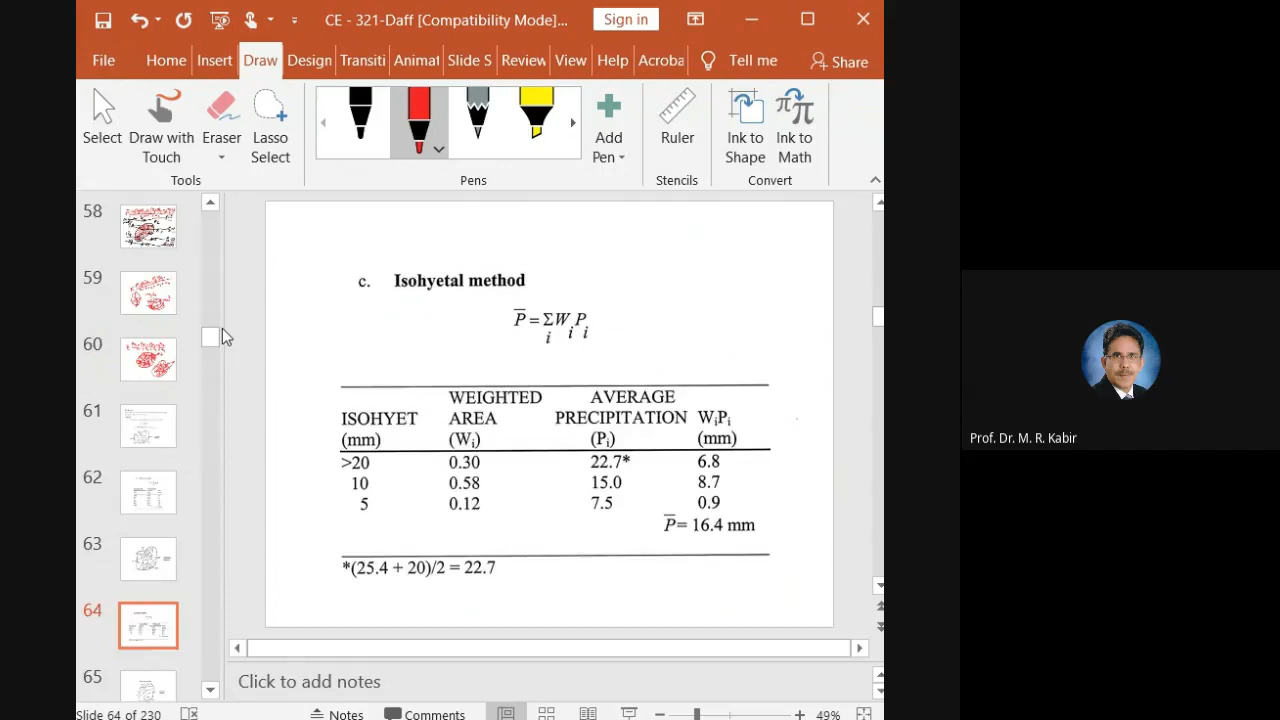 CE - 321-Daff [Compatibility Mode]...
Sign in
File Home Insert Draw Design Transiti Animat Slide S Review View Help Acroba Tell me Share
Select
Draw with Touch
Eraser
Lasso Select
Add Pen
Ruler
Ink to Shape
Ink to Math
Tools
Pens
Stencils
Convert
58
59
60
61
62
63
64
65
c. Isohyetal method
P̅ = Σ_i W_i P_i
WEIGHTED AVERAGE
ISOHYET AREA PRECIPITATION WᵢPᵢ
(mm) (Wᵢ) (Pᵢ) (mm)
>20 0.30 22.7* 6.8
10 0.58 15.0 8.7
5 0.12 7.5 0.9
P̅ = 16.4 mm
*(25.4 + 20)/2 = 22.7
Click to add notes
Slide 64 of 230 Notes Comments 49%
Prof. Dr. M. R. Kabir